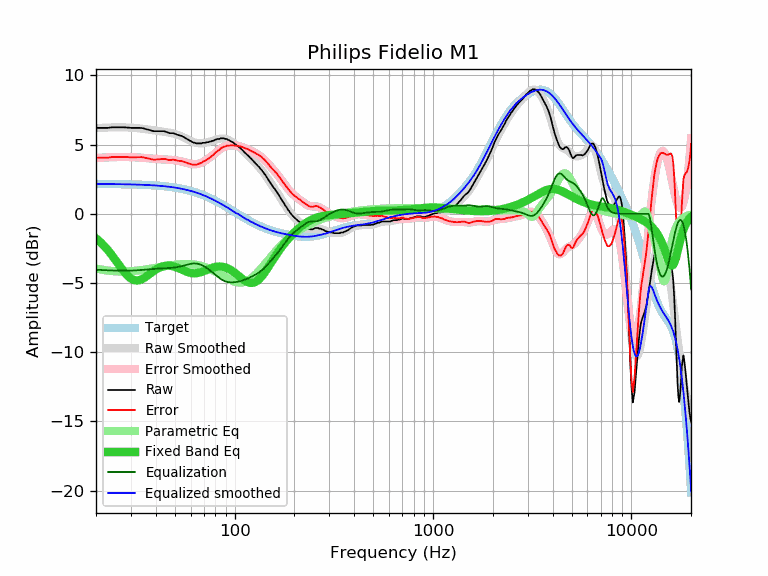 Philips Fidelio M1
Amplitude (dBr)
10
5
0
−5
−10
−15
−20
Target
Raw Smoothed
Error Smoothed
Raw
Error
Parametric Eq
Fixed Band Eq
Equalization
Equalized smoothed
100
1000
10000
Frequency (Hz)